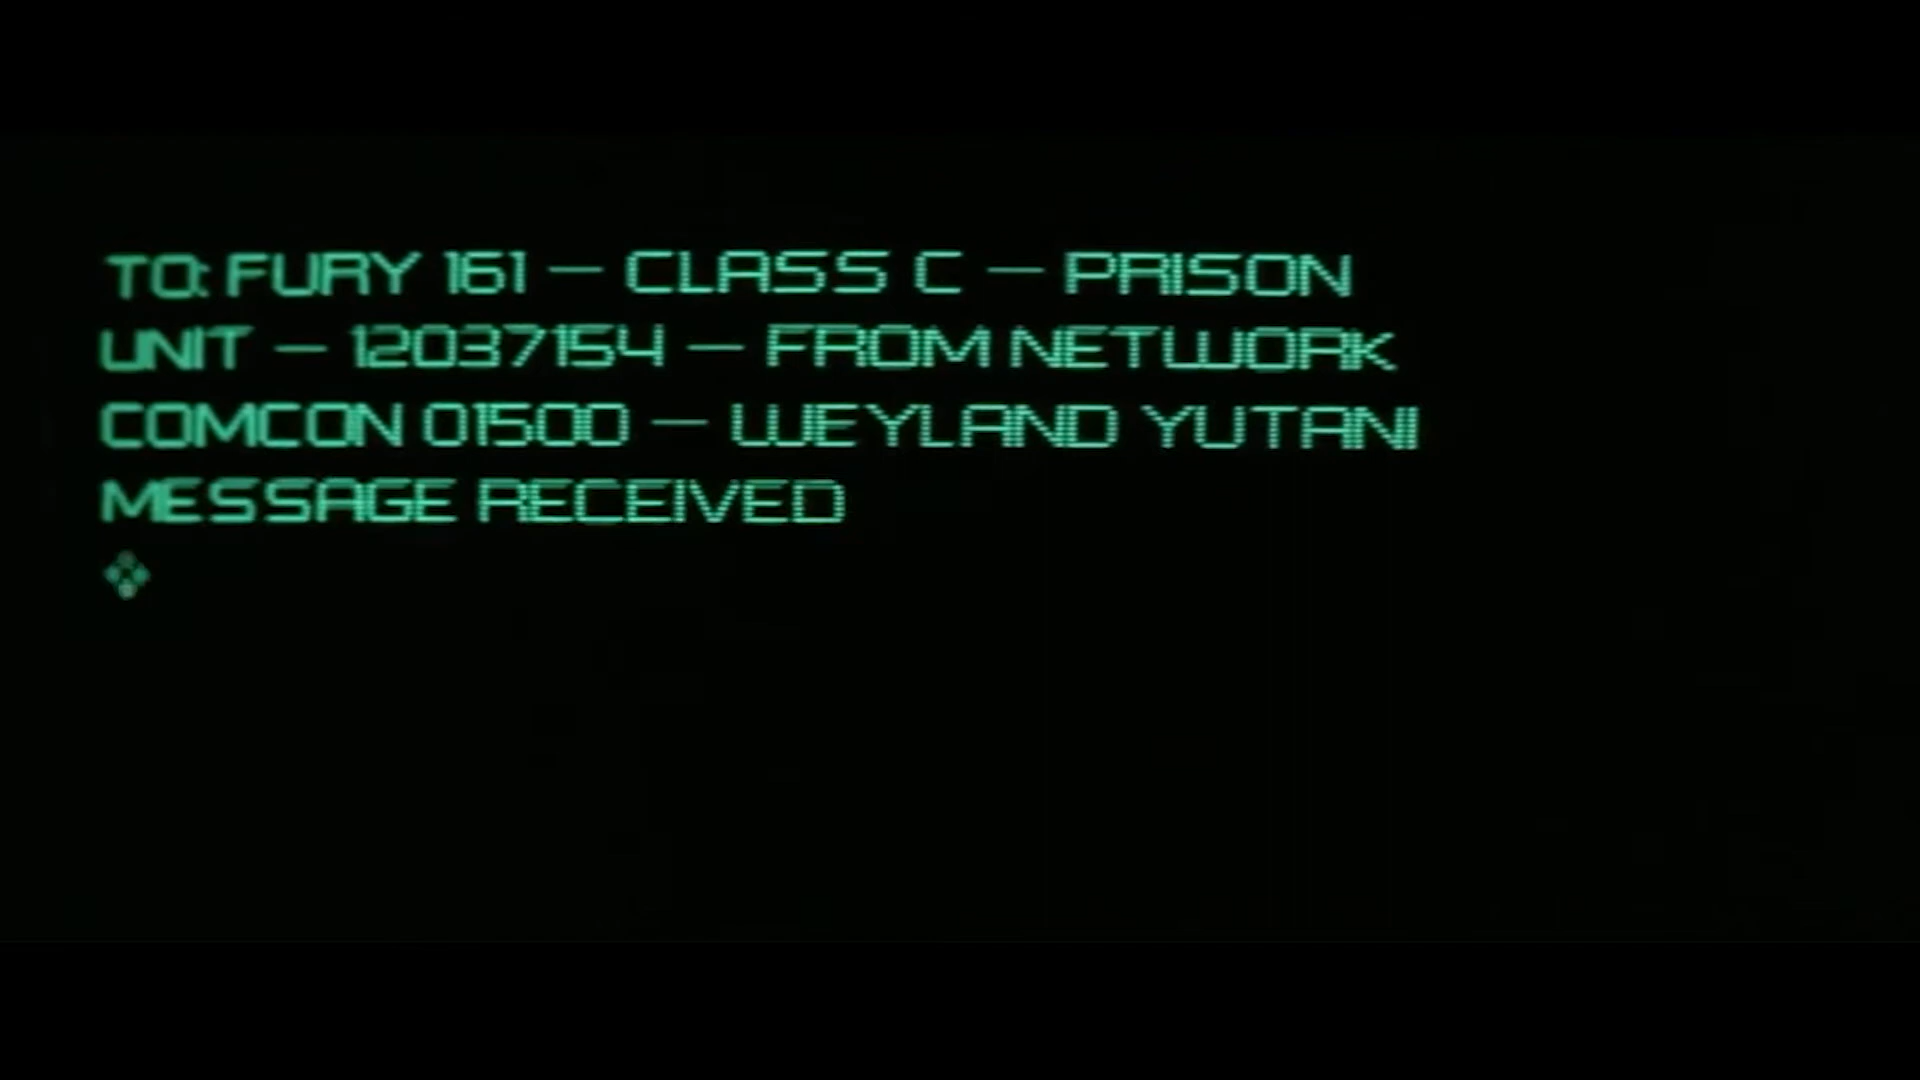 TO: FURY 161 — CLASS C — PRISON
UNIT — 12037154 — FROM NETWORK
COMCON 01500 — WEYLAND YUTANI
MESSAGE RECEIVED